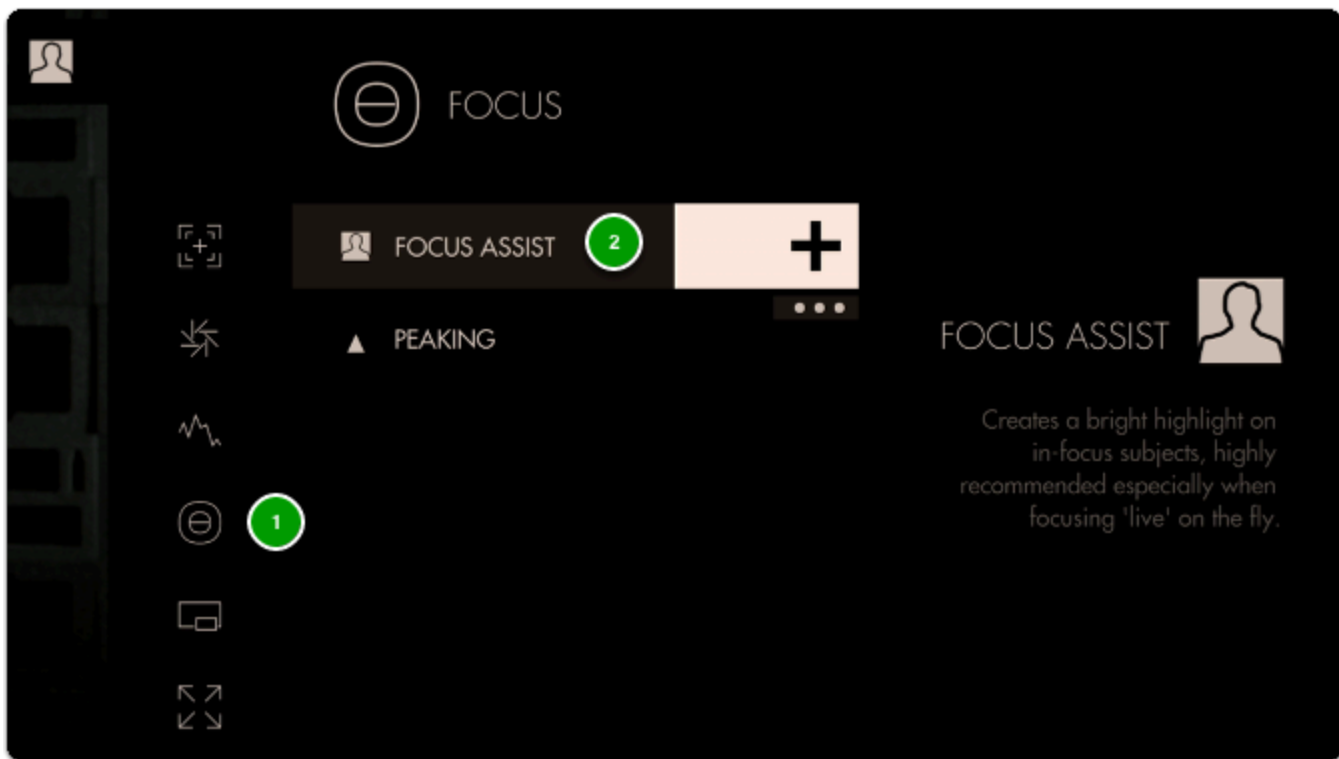 FOCUS
FOCUS ASSIST
2
PEAKING
FOCUS ASSIST
Creates a bright highlight on
in-focus subjects, highly
recommended especially when
focusing 'live' on the fly.
1